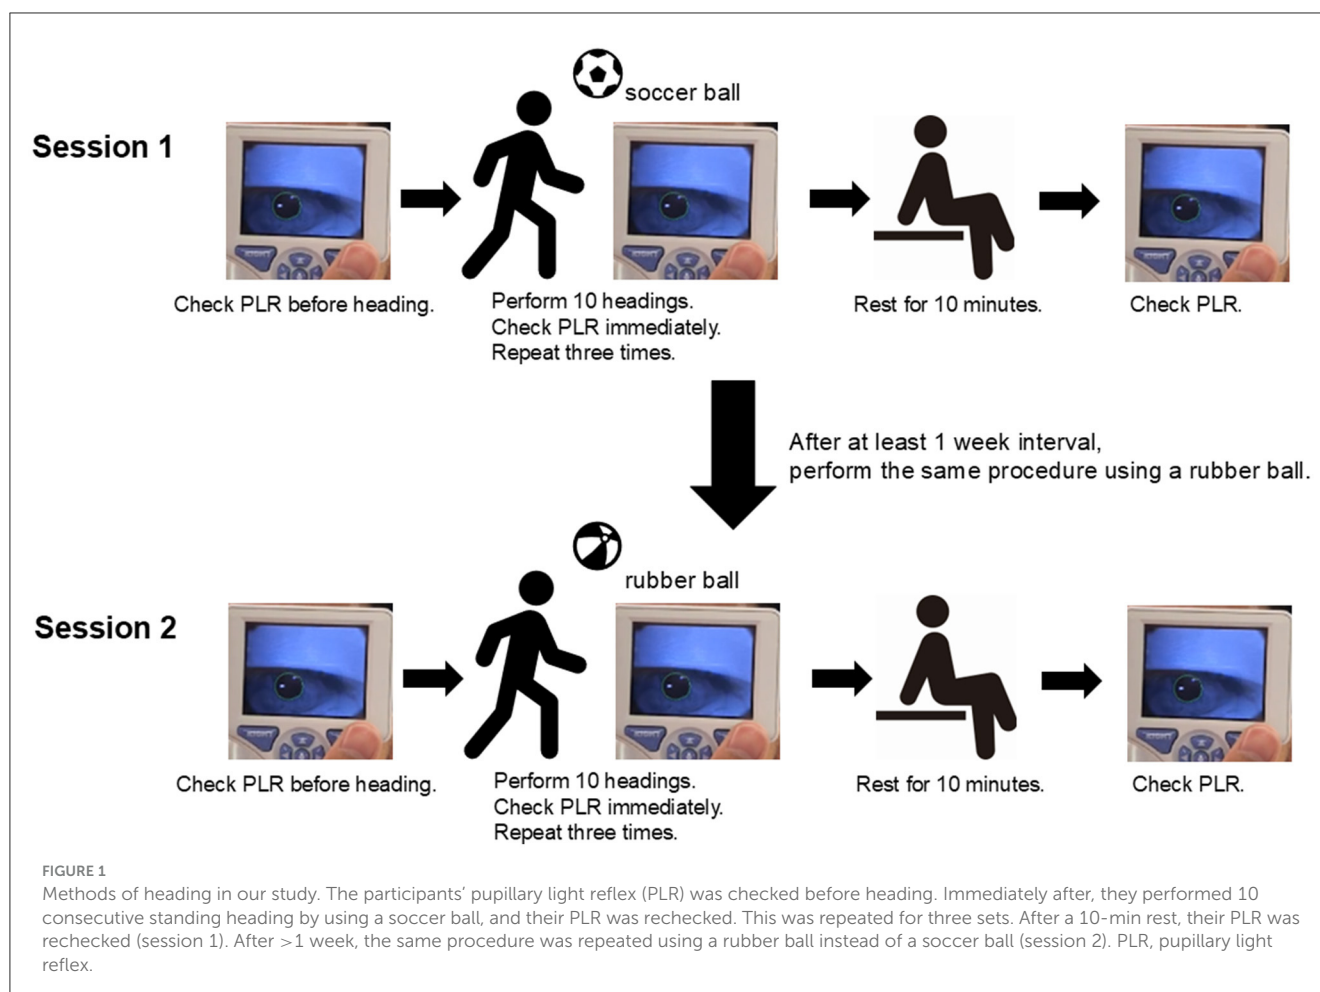 soccer ball
Session 1
Check PLR before heading.
Perform 10 headings.
Check PLR immediately.
Repeat three times.
Rest for 10 minutes.
Check PLR.
After at least 1 week interval,
perform the same procedure using a rubber ball.
rubber ball
Session 2
Check PLR before heading.
Perform 10 headings.
Check PLR immediately.
Repeat three times.
Rest for 10 minutes.
Check PLR.
FIGURE 1
Methods of heading in our study. The participants’ pupillary light reflex (PLR) was checked before heading. Immediately after, they performed 10
consecutive standing heading by using a soccer ball, and their PLR was rechecked. This was repeated for three sets. After a 10-min rest, their PLR was
rechecked (session 1). After >1 week, the same procedure was repeated using a rubber ball instead of a soccer ball (session 2). PLR, pupillary light
reflex.